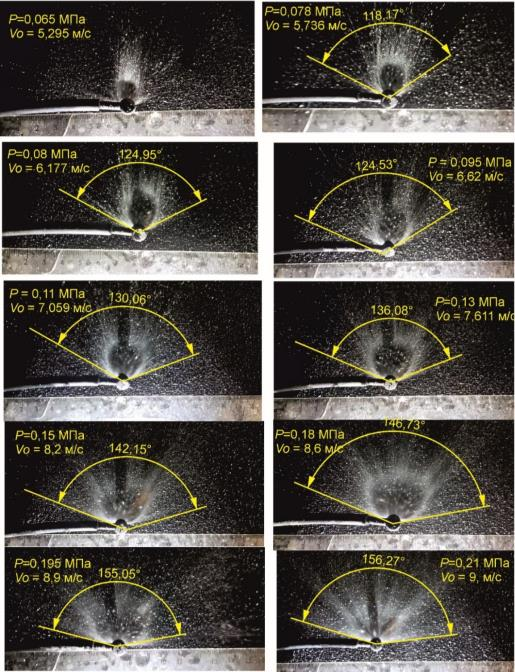 P=0,065 МПа
Vo = 5,295 м/с
P=0,078 МПа
Vo = 5,736 м/с
118,17°
P=0,08 МПа
Vo = 6,177 м/с
124,95°
P = 0,095 МПа
Vo = 6,62 м/с
124,53°
P = 0,11 МПа
Vo = 7,059 м/с
130,06°
P=0,13 МПа
Vo = 7,611 м/с
136,08°
P=0,15 МПа
Vo = 8,2 м/с
142,15°
P=0,18 МПа
Vo = 8,6 м/с
146,73°
P=0,195 МПа
Vo = 8,9 м/с
155,05°
P=0,21 МПа
Vo = 9, м/с
156,27°